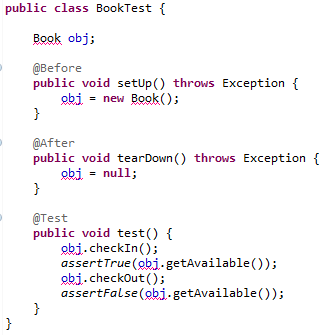 public class BookTest {
Book obj;
@Before
public void setUp() throws Exception {
obj = new Book();
}
@After
public void tearDown() throws Exception {
obj = null;
}
@Test
public void test() {
obj.checkIn();
assertTrue(obj.getAvailable());
obj.checkOut();
assertFalse(obj.getAvailable());
}
}